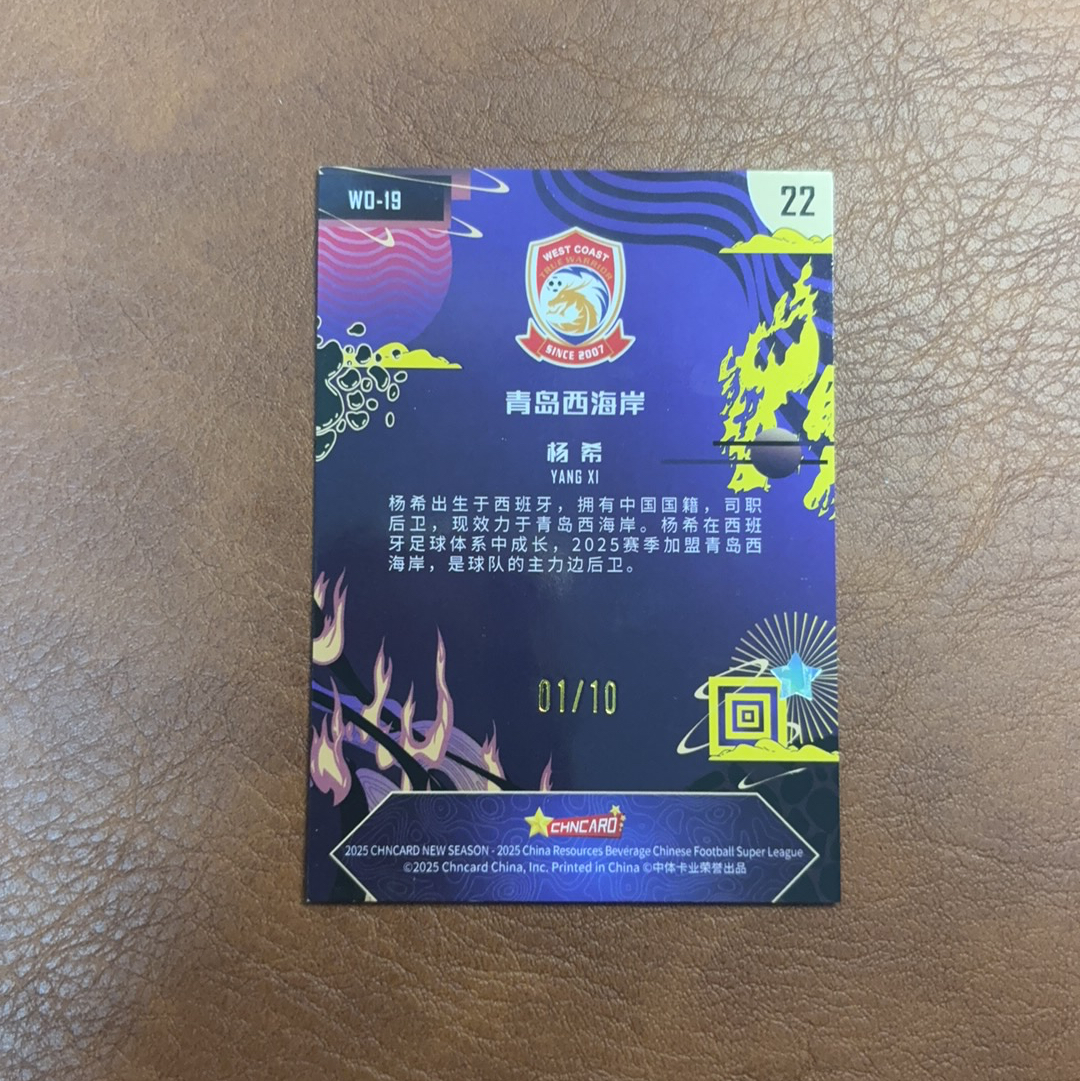 WO-19
22
WEST COAST
TRUE WARRIOR
SINCE 2007
青岛西海岸
杨希
YANG XI
杨希出生于西班牙，拥有中国国籍，司职
后卫，现效力于青岛西海岸。杨希在西班
牙足球体系中成长，2025赛季加盟青岛西
海岸，是球队的主力边后卫。
01/10
CHNCARD
2025 CHNCARD NEW SEASON - 2025 China Resources Beverage Chinese Football Super League
©2025 Chncard China, Inc. Printed in China ©中体卡业荣誉出品